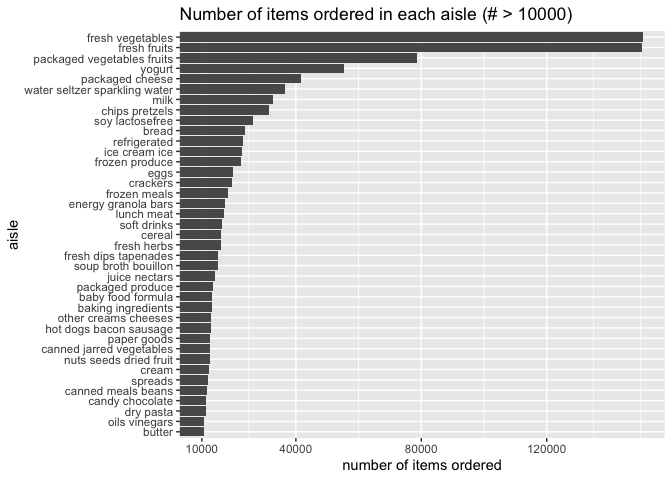 Number of items ordered in each aisle (# > 10000)
fresh vegetables
fresh fruits
packaged vegetables fruits
yogurt
packaged cheese
water seltzer sparkling water
milk
chips pretzels
soy lactosefree
bread
refrigerated
ice cream ice
frozen produce
eggs
crackers
frozen meals
energy granola bars
lunch meat
soft drinks
cereal
fresh herbs
fresh dips tapenades
soup broth bouillon
juice nectars
packaged produce
baby food formula
baking ingredients
other creams cheeses
hot dogs bacon sausage
paper goods
canned jarred vegetables
nuts seeds dried fruit
cream
spreads
canned meals beans
candy chocolate
dry pasta
oils vinegars
butter
aisle
10000 40000 80000 120000
number of items ordered